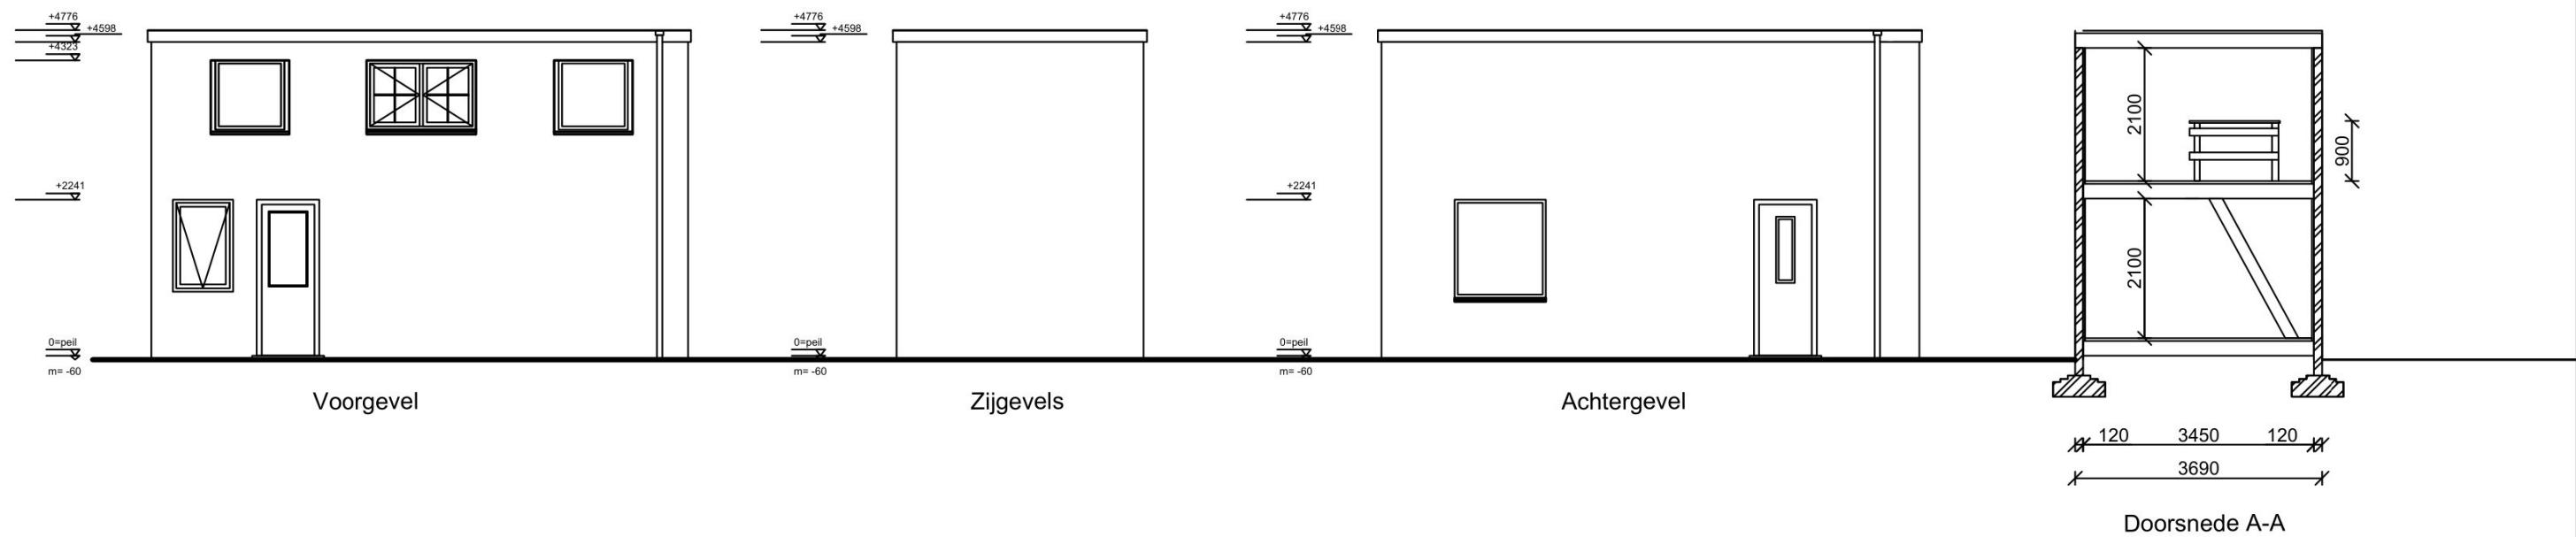 +4776
+4598
+4323
+2241
0=peil
m= -60
Voorgevel
+4776
+4598
0=peil
m= -60
Zijgevels
+4776
+4598
+2241
0=peil
m= -60
Achtergevel
2100
900
2100
120 3450 120
3690
Doorsnede A-A